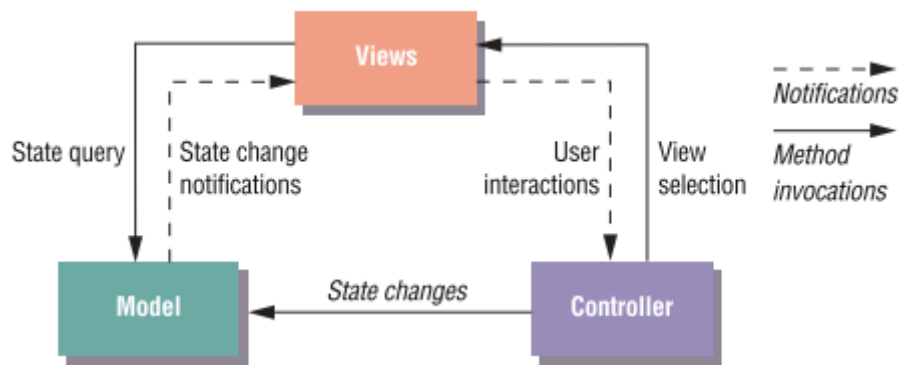 Views
Notifications
Method
invocations
State query
State change
notifications
User
interactions
View
selection
Model
State changes
Controller